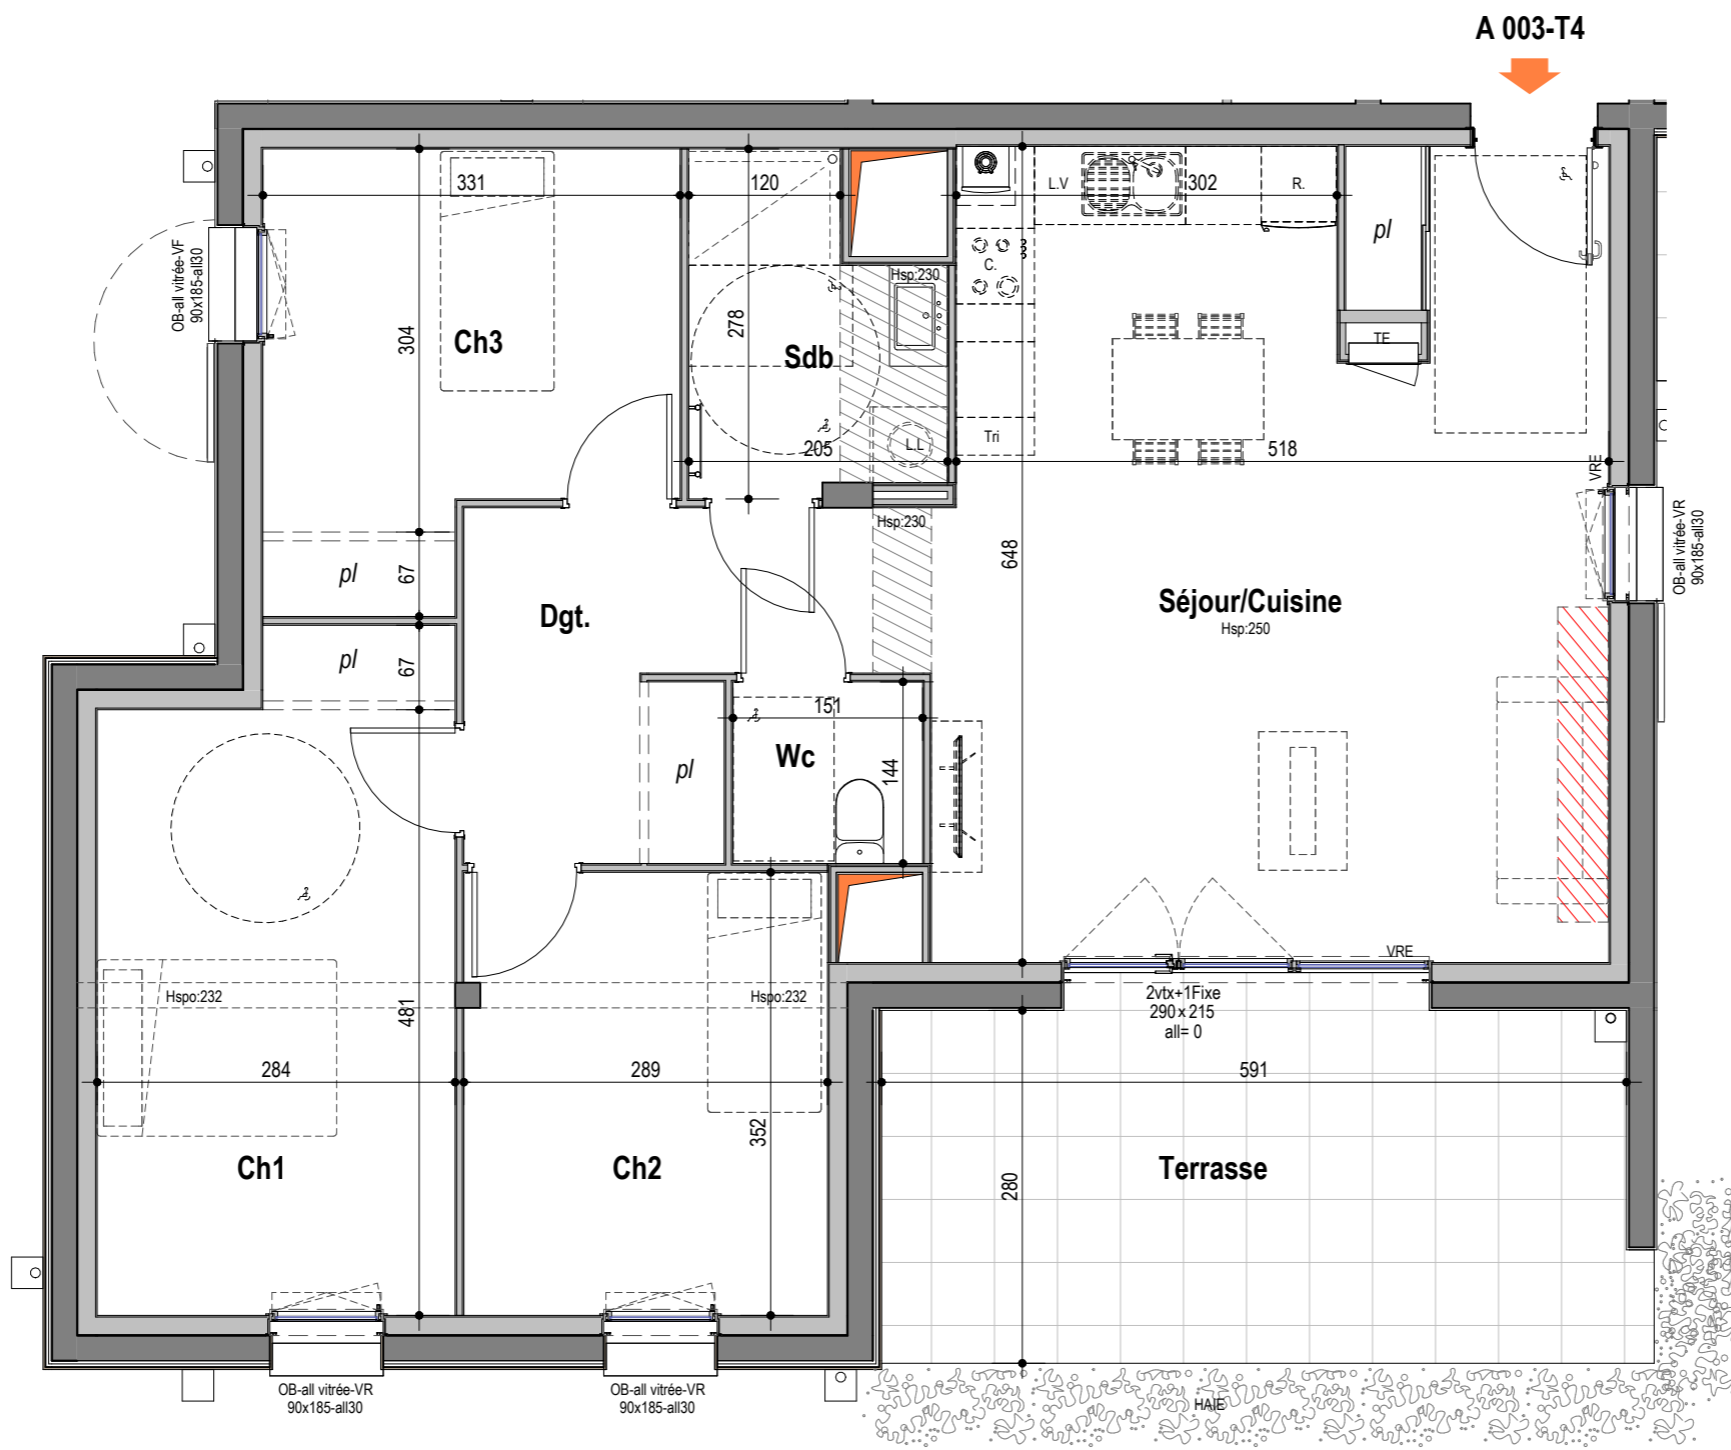 A 003-T4
331
120
L.V
302
R.
pl
OB-all vitrée-VF
90x185-all30
Hsp:230
C.
304
Ch3
278
Sdb
TE
205
L.L
Tri
518
VRE
Hsp:230
OB-all vitrée-VR
90x185-all30
648
pl
67
Dgt.
Séjour/Cuisine
Hsp:250
pl
67
151
Wc
144
pl
VRE
Hspo:232
481
Hspo:232
2vtx+1Fixe
290x215
all= 0
284
289
591
352
Ch1
Ch2
280
Terrasse
OB-all vitrée-VR
90x185-all30
OB-all vitrée-VR
90x185-all30
HAIE